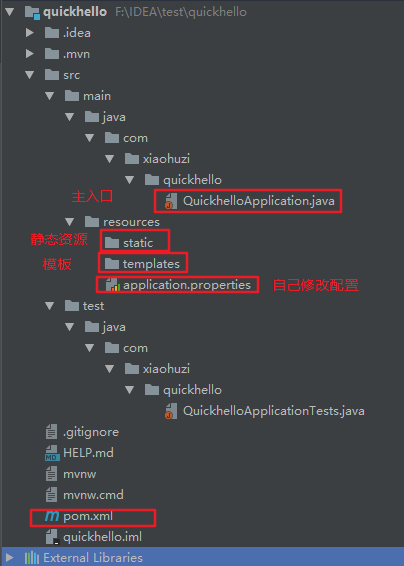 quickhello F:\IDEA\test\quickhello
.idea
.mvn
src
main
java
com
xiaohuzi
quickhello
主入口 QuickhelloApplication.java
resources
静态资源 static
模板 templates
application.properties 自己修改配置
test
java
com
xiaohuzi
quickhello
QuickhelloApplicationTests.java
.gitignore
HELP.md
mvnw
mvnw.cmd
pom.xml
quickhello.iml
External Libraries